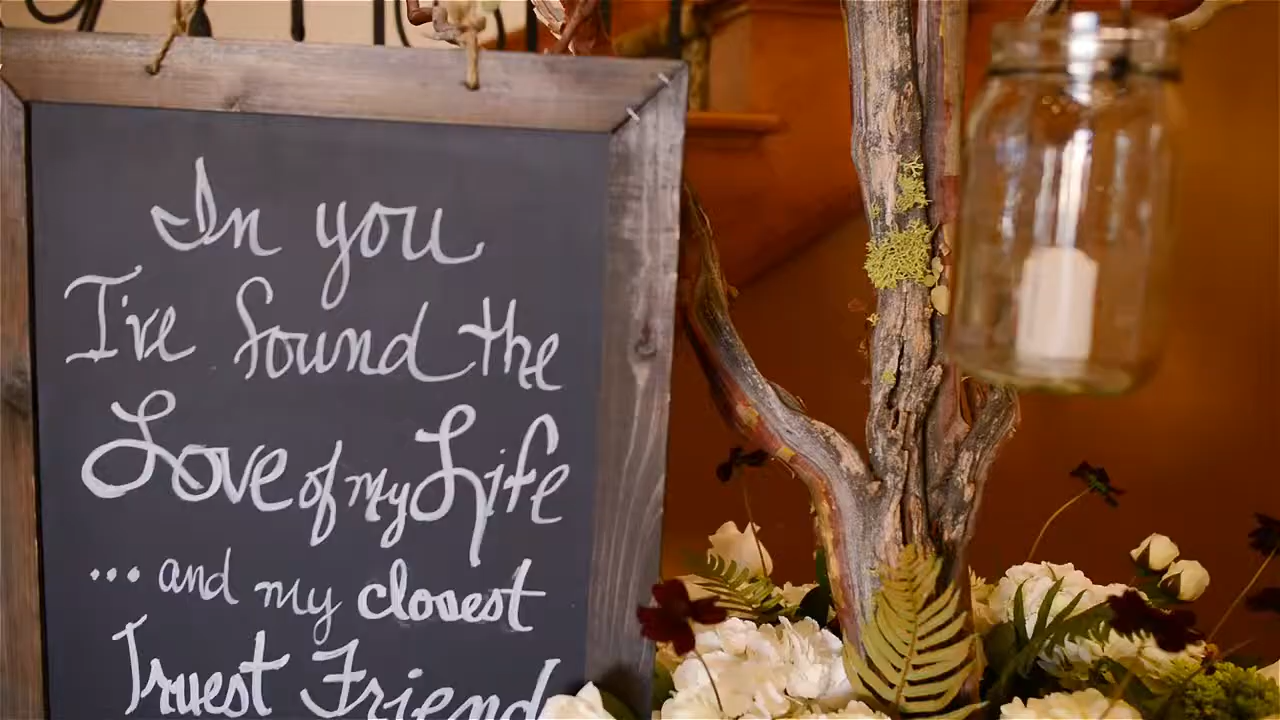 In you
I've found the
Love of my Life
... and my closest
Truest Friend